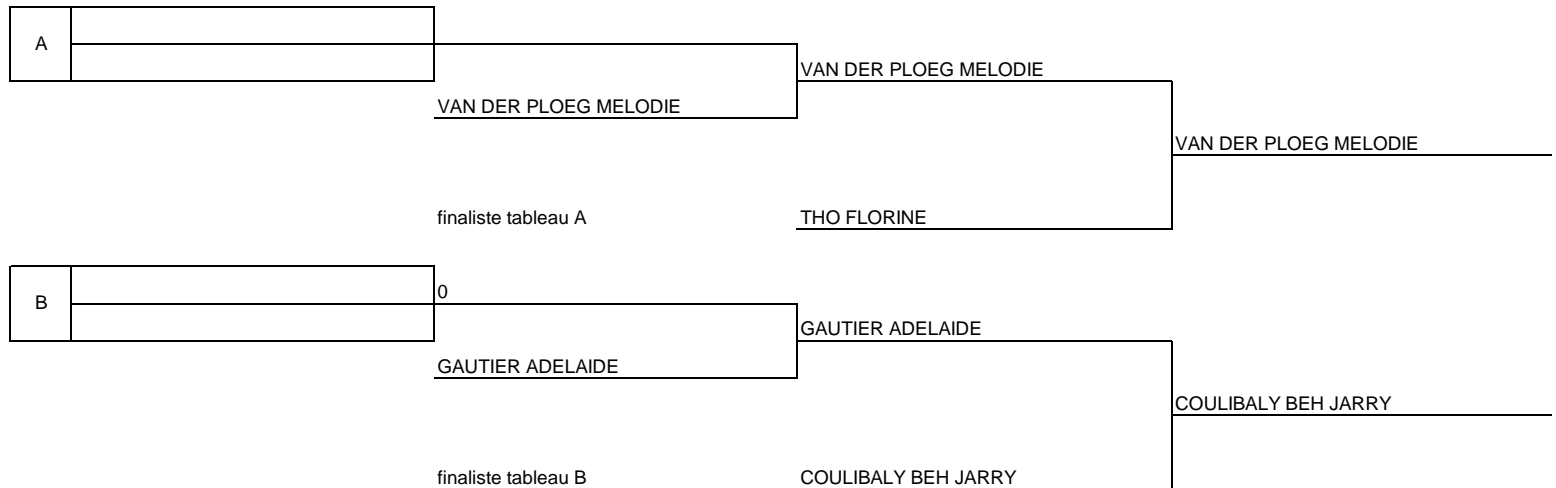 A
VAN DER PLOEG MELODIE
VAN DER PLOEG MELODIE
VAN DER PLOEG MELODIE
finaliste tableau A
THO FLORINE
B
0
GAUTIER ADELAIDE
GAUTIER ADELAIDE
COULIBALY BEH JARRY
finaliste tableau B
COULIBALY BEH JARRY